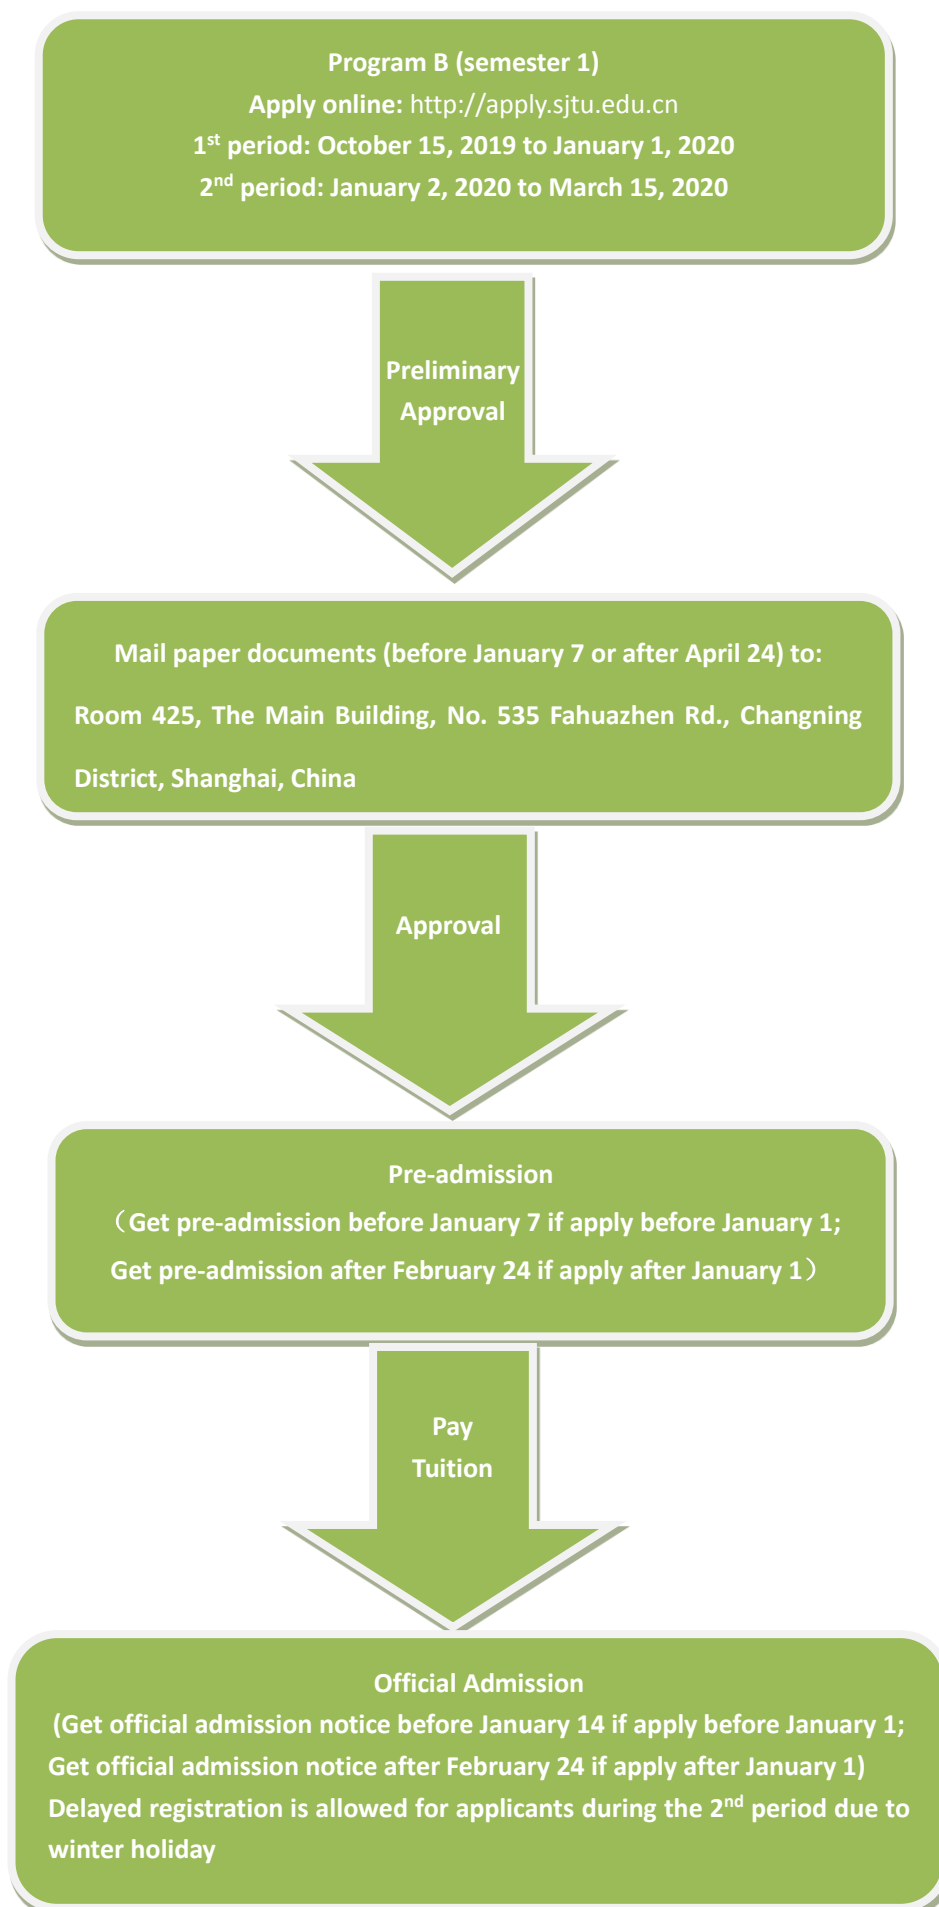 Program B (semester 1)
Apply online: http://apply.sjtu.edu.cn
1st period: October 15, 2019 to January 1, 2020
2nd period: January 2, 2020 to March 15, 2020
Preliminary
Approval
Mail paper documents (before January 7 or after April 24) to:
Room 425, The Main Building, No. 535 Fahuazhen Rd., Changning
District, Shanghai, China
Approval
Pre-admission
（Get pre-admission before January 7 if apply before January 1;
Get pre-admission after February 24 if apply after January 1）
Pay
Tuition
Official Admission
(Get official admission notice before January 14 if apply before January 1;
Get official admission notice after February 24 if apply after January 1)
Delayed registration is allowed for applicants during the 2nd period due to
winter holiday